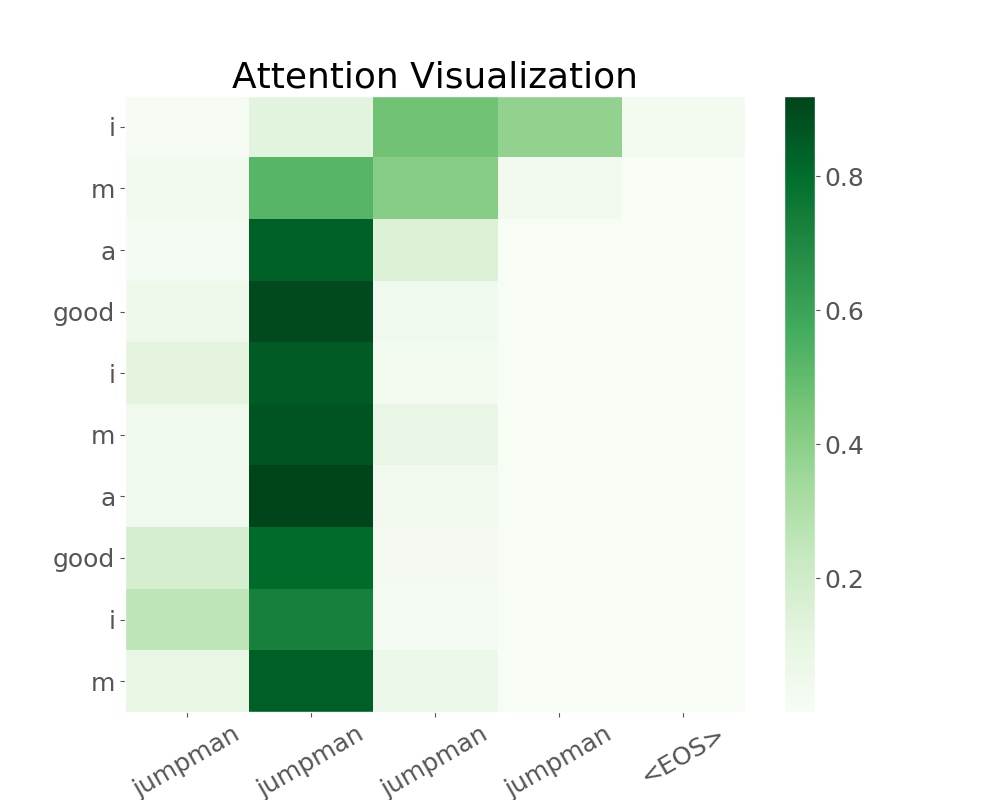 Attention Visualization
i
m
a
good
i
m
a
good
i
m
0.8
0.6
0.4
0.2
jumpman jumpman jumpman jumpman <EOS>